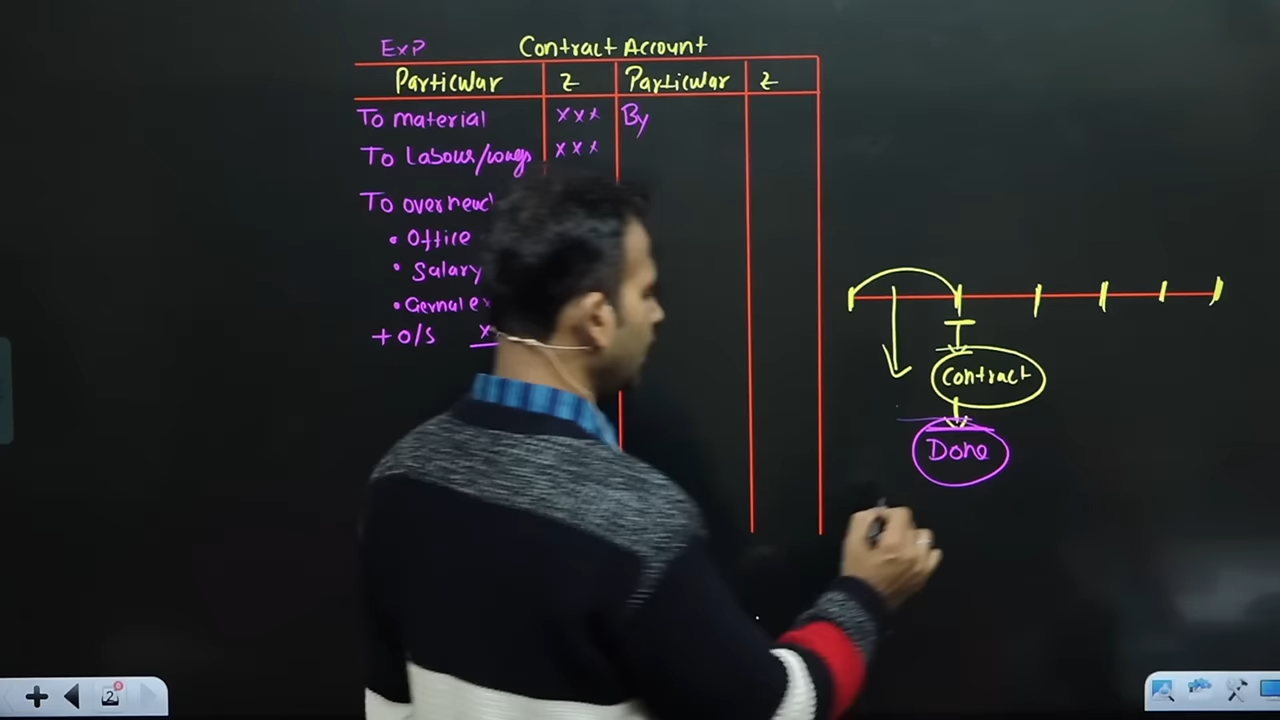 Exp Contract Account
Particular ₹ Particular ₹
To material xxx By
To Labour/wages xxx
To overhead
• Office
• Salary
• Gernal ex
+ O/S x
Contract
Done
2